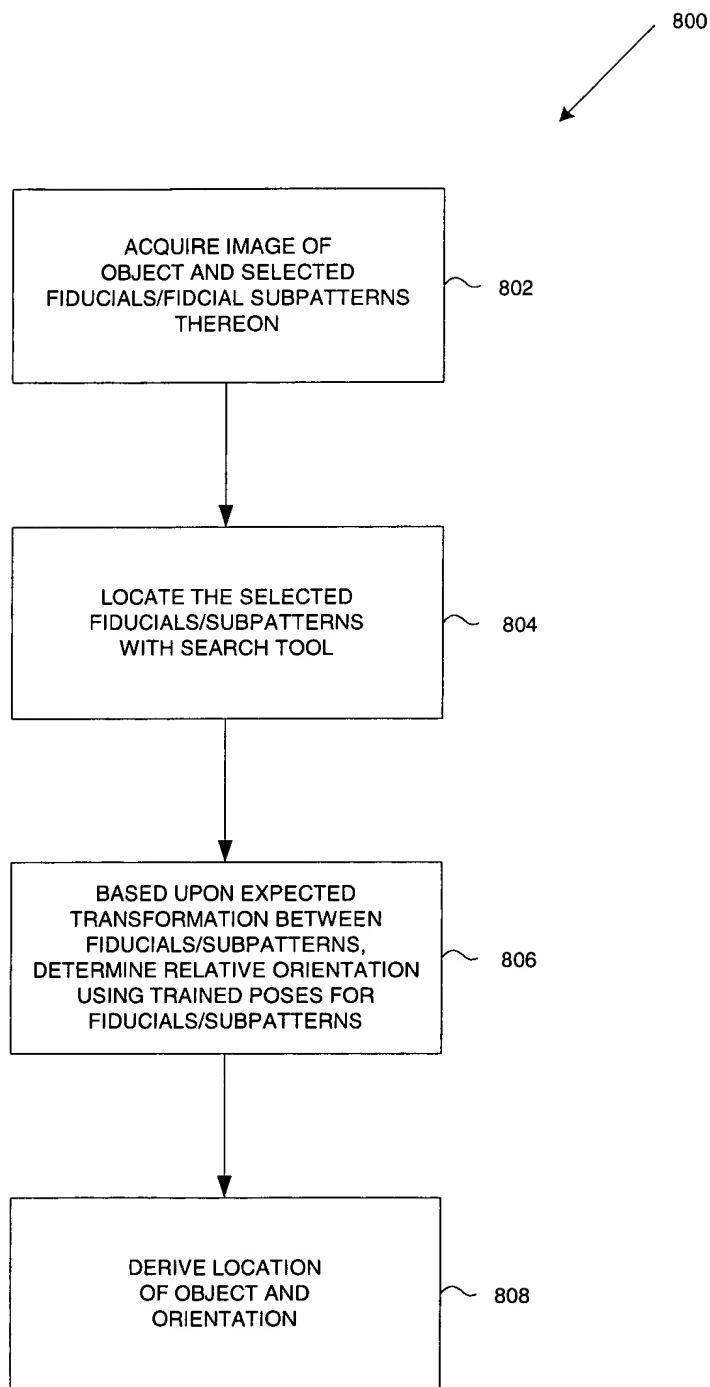 800
ACQUIRE IMAGE OF
OBJECT AND SELECTED
FIDUCIALS/FIDCIAL SUBPATTERNS
THEREON
802
LOCATE THE SELECTED
FIDUCIALS/SUBPATTERNS
WITH SEARCH TOOL
804
BASED UPON EXPECTED
TRANSFORMATION BETWEEN
FIDUCIALS/SUBPATTERNS,
DETERMINE RELATIVE ORIENTATION
USING TRAINED POSES FOR
FIDUCIALS/SUBPATTERNS
806
DERIVE LOCATION
OF OBJECT AND
ORIENTATION
808